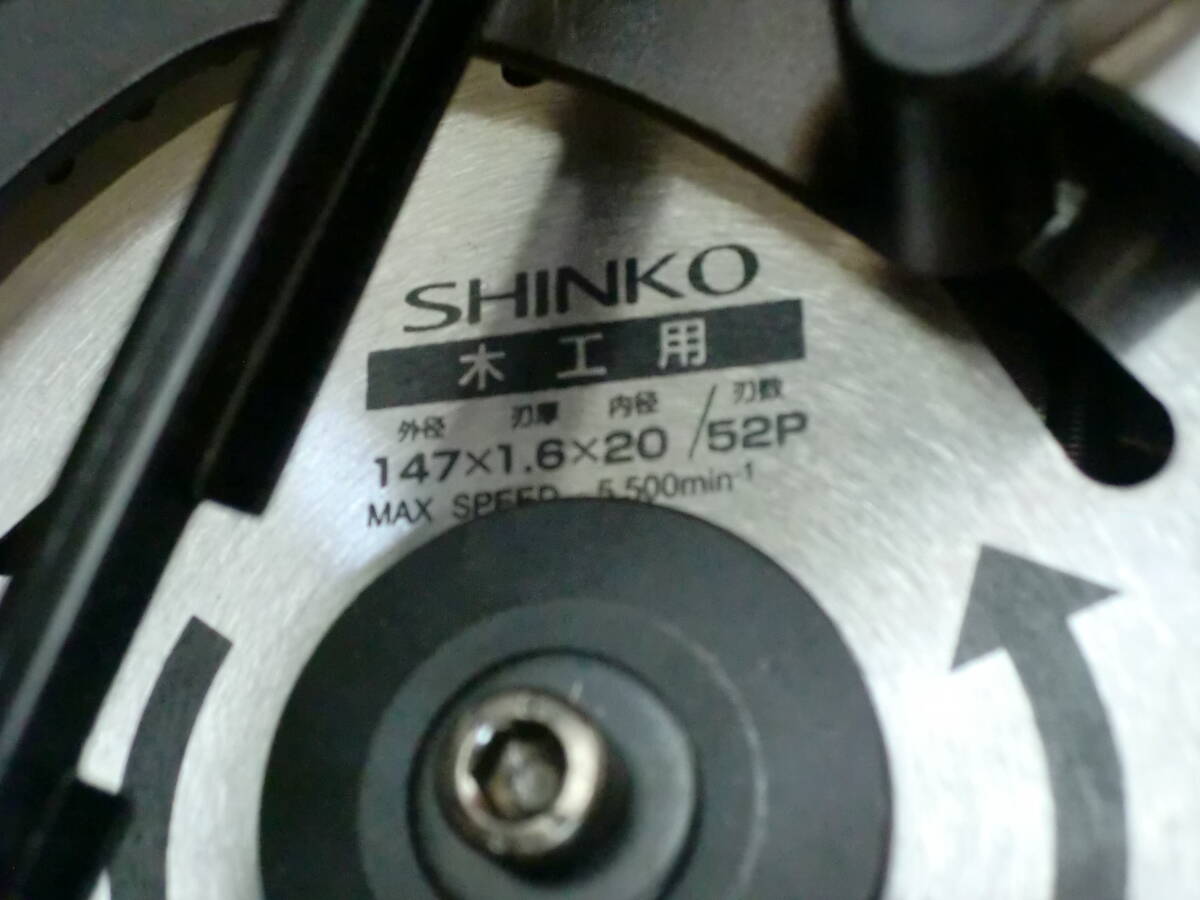 SHINKO
木工用
外径 刃厚 内径 / 刃数
147×1.6×20 / 52P
MAX SPEED 5,500min⁻¹